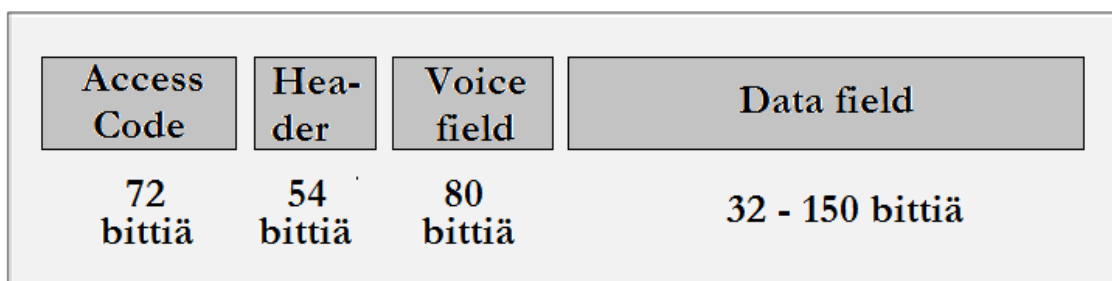 Access
Code
Hea-
der
Voice
field
Data field
72
bittiä
54
bittiä
80
bittiä
32 - 150 bittiä